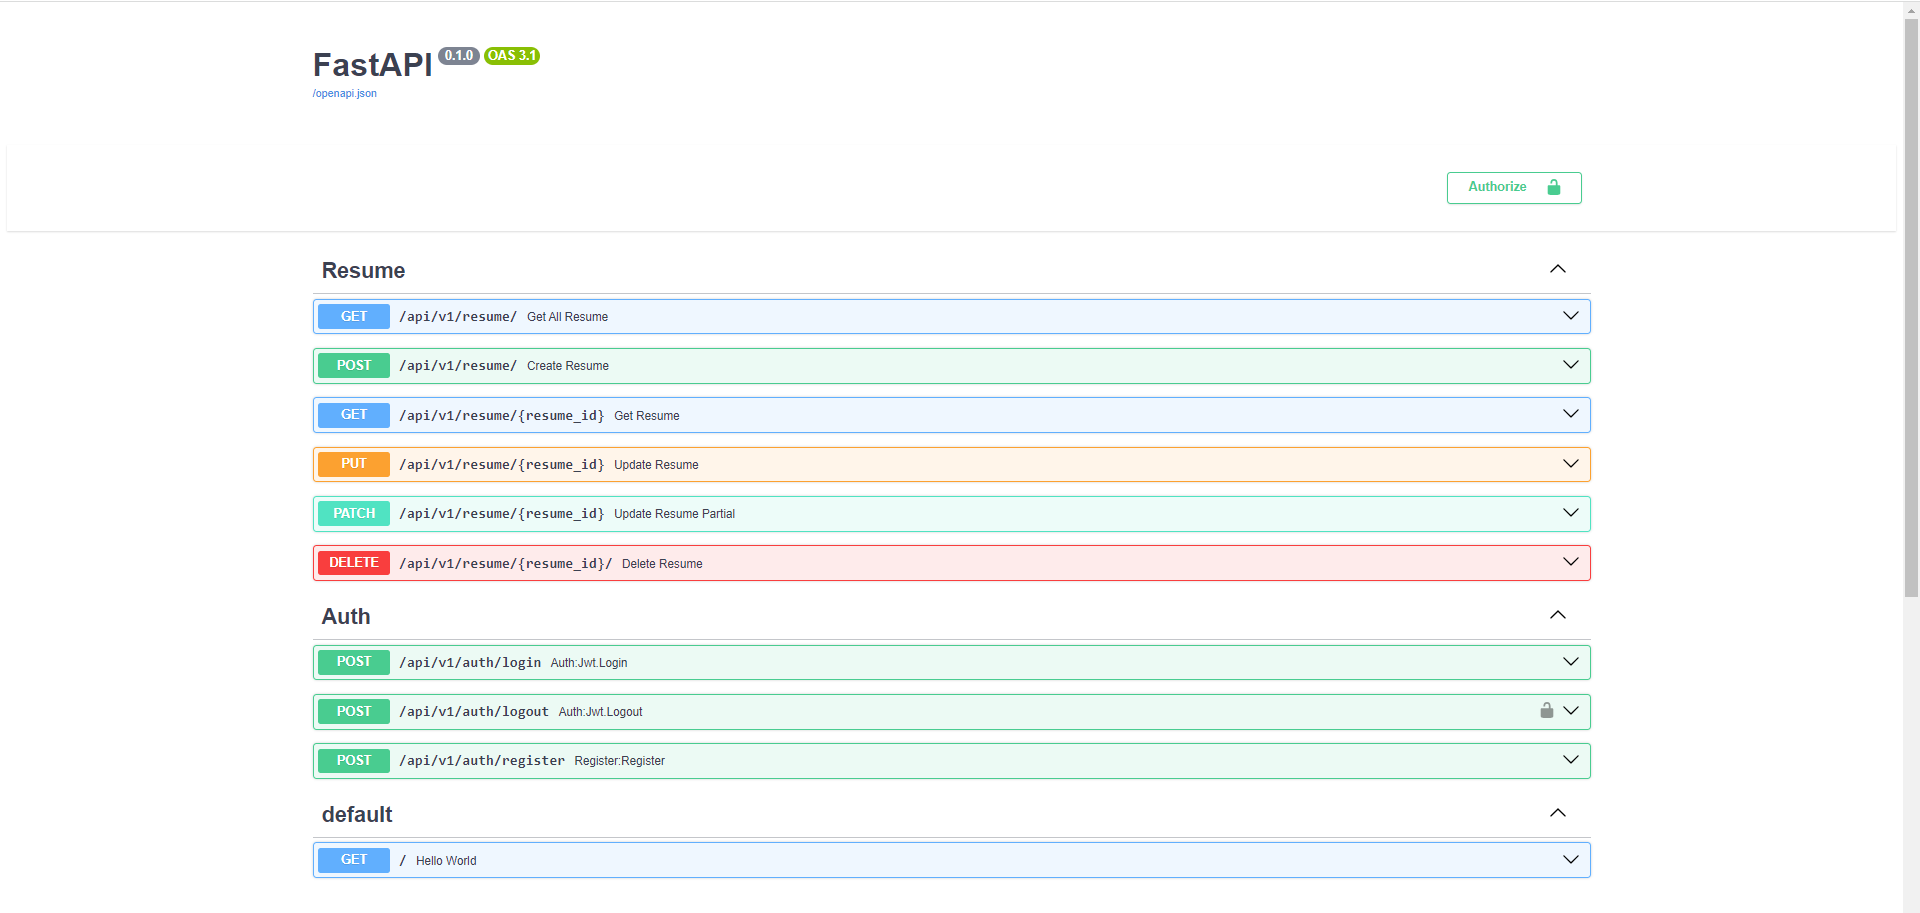 FastAPI 0.1.0 OAS 3.1
/openapi.json
Authorize
Resume
GET /api/v1/resume/ Get All Resume
POST /api/v1/resume/ Create Resume
GET /api/v1/resume/{resume_id} Get Resume
PUT /api/v1/resume/{resume_id} Update Resume
PATCH /api/v1/resume/{resume_id} Update Resume Partial
DELETE /api/v1/resume/{resume_id}/ Delete Resume
Auth
POST /api/v1/auth/login Auth:Jwt.Login
POST /api/v1/auth/logout Auth:Jwt.Logout
POST /api/v1/auth/register Register:Register
default
GET / Hello World